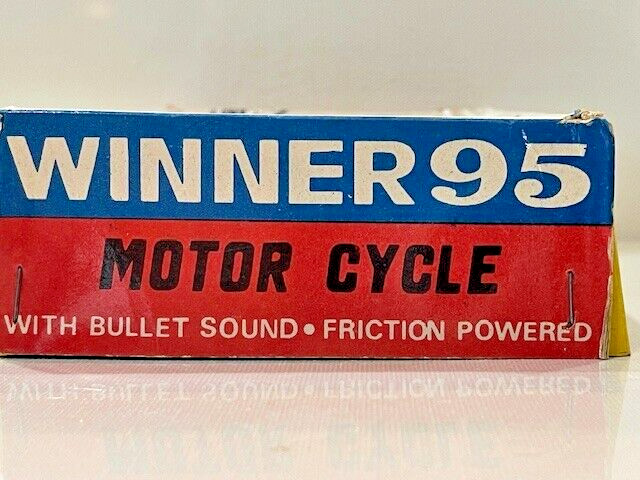 WINNER 95
MOTOR CYCLE
WITH BULLET SOUND • FRICTION POWERED